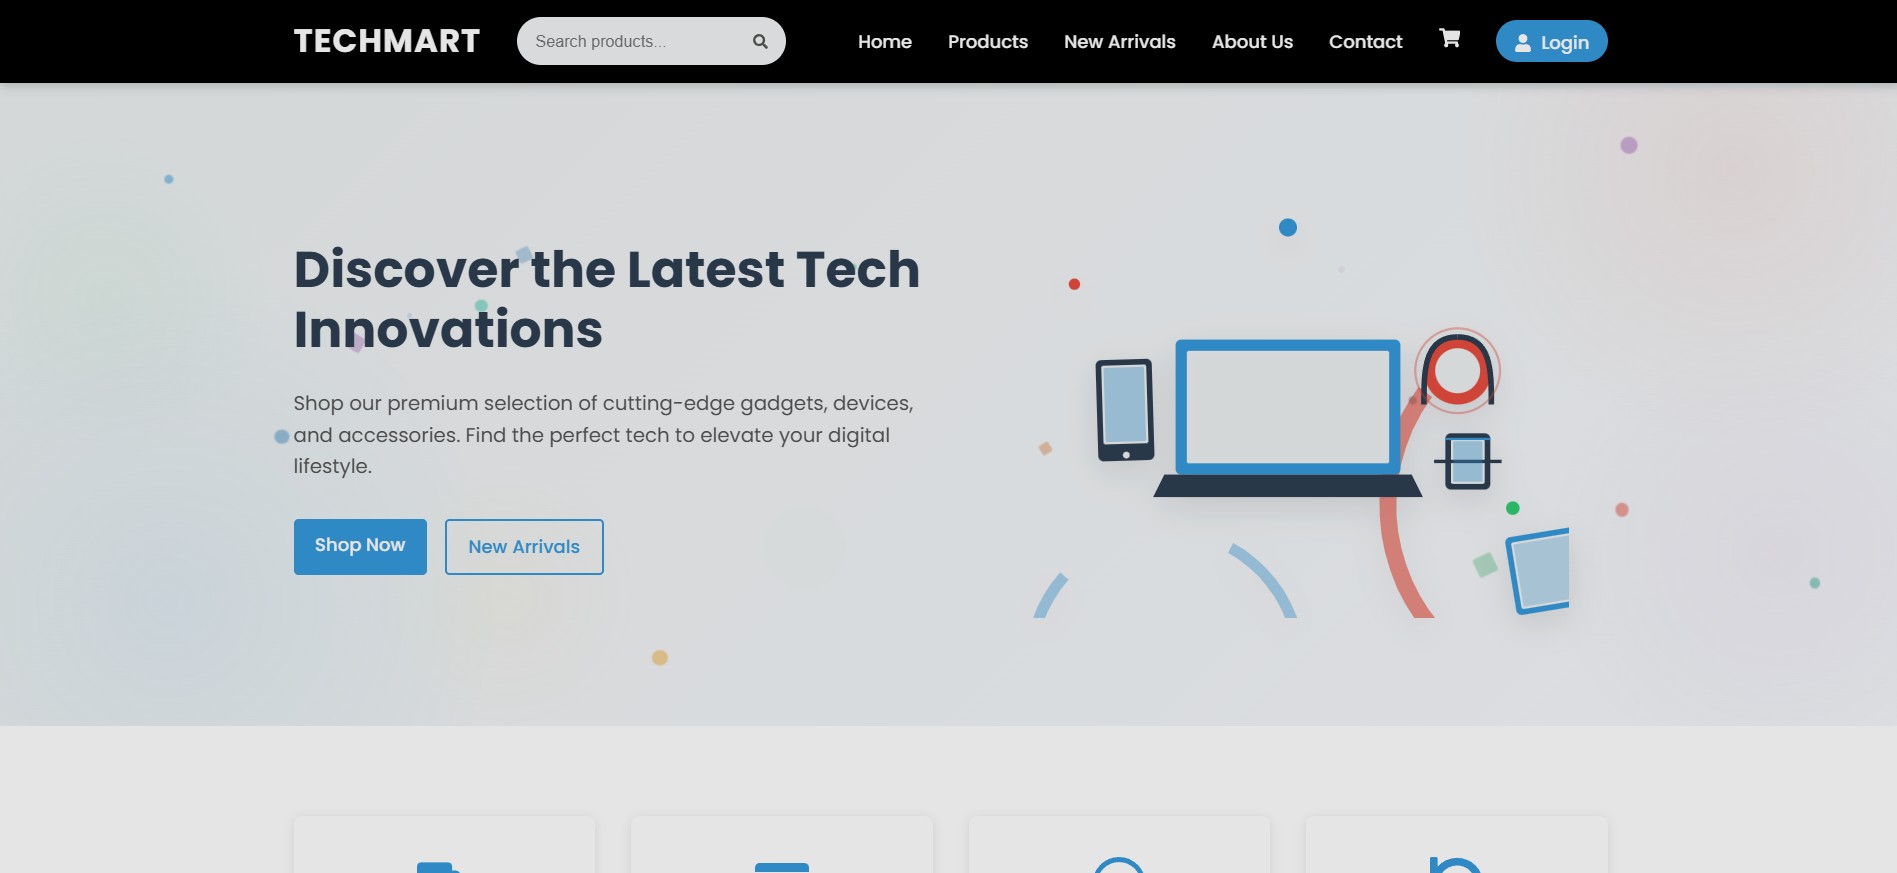 TECHMART
Search products...
Home
Products
New Arrivals
About Us
Contact
Login
Discover the Latest Tech
Innovations
Shop our premium selection of cutting-edge gadgets, devices,
and accessories. Find the perfect tech to elevate your digital
lifestyle.
Shop Now
New Arrivals